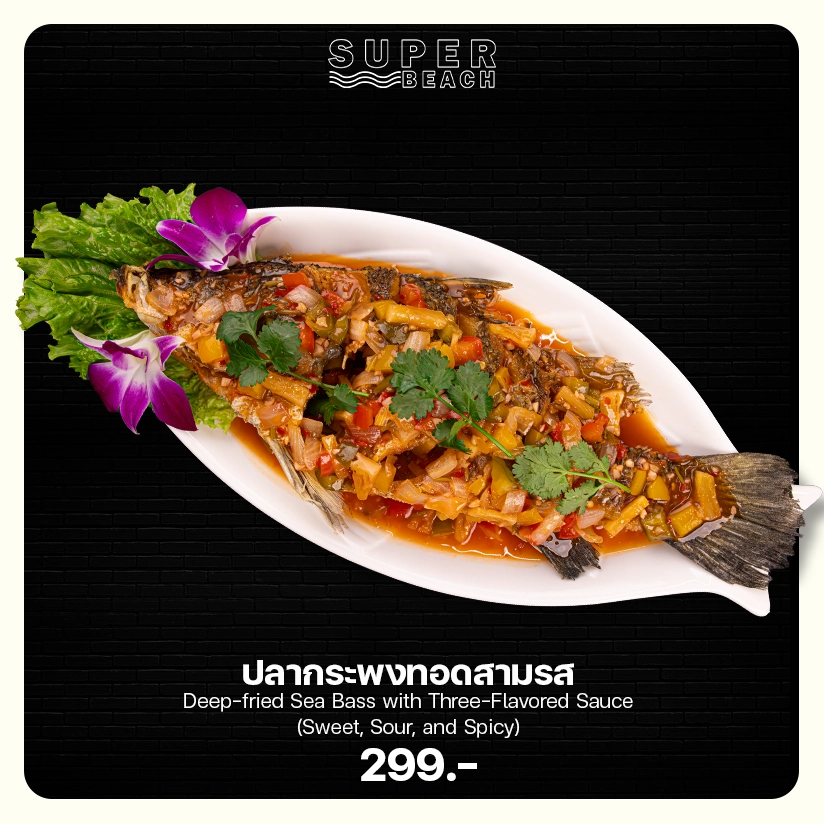 SUPER
BEACH
ปลากระพงทอดสามรส
Deep-fried Sea Bass with Three-Flavored Sauce
(Sweet, Sour, and Spicy)
299.-